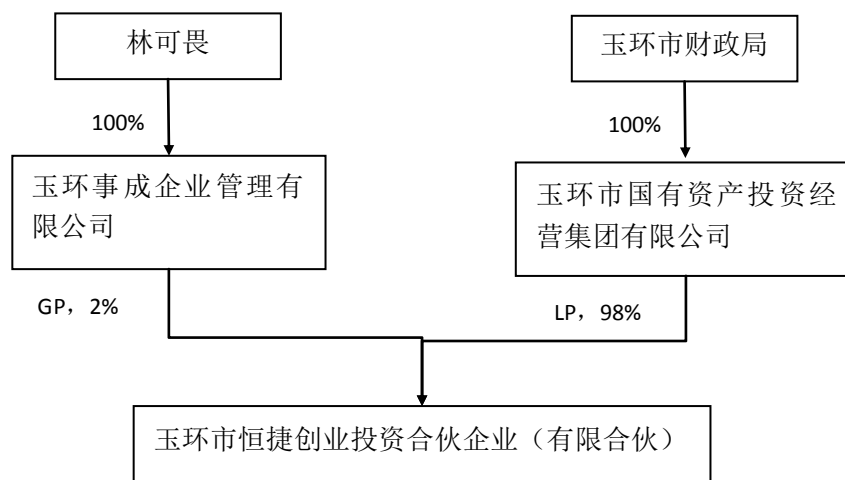 林可畏
玉环市财政局
100%
100%
玉环事成企业管理有
限公司
玉环市国有资产投资经
营集团有限公司
GP，2%
LP，98%
玉环市恒捷创业投资合伙企业（有限合伙）